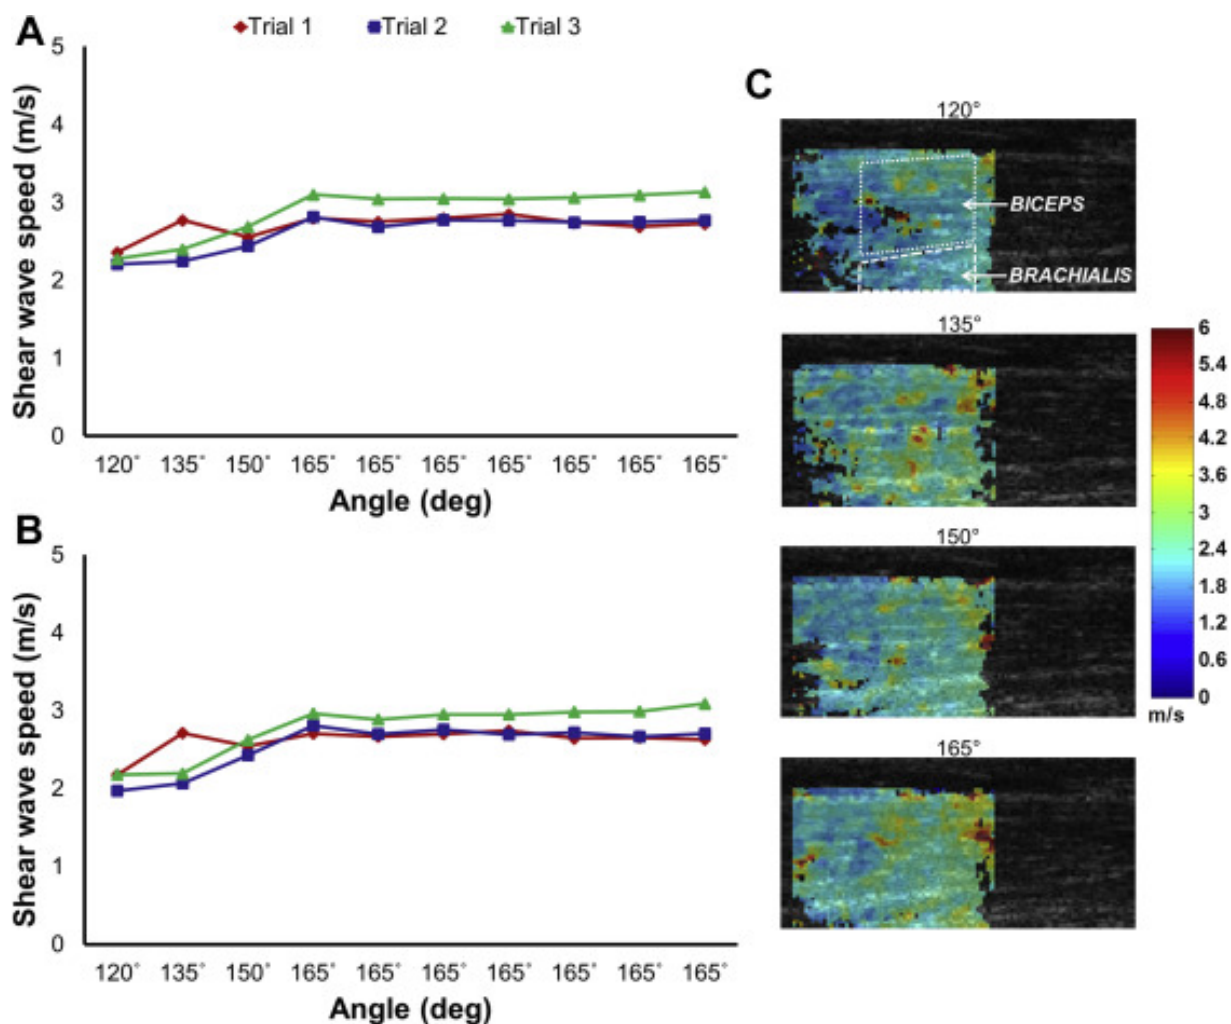 A
Trial 1 Trial 2 Trial 3
5
4
3
2
1
0
Shear wave speed (m/s)
120° 135° 150° 165° 165° 165° 165° 165° 165° 165°
Angle (deg)
B
5
4
3
2
1
0
Shear wave speed (m/s)
120° 135° 150° 165° 165° 165° 165° 165° 165° 165°
Angle (deg)
C
120°
BICEPS
BRACHIALIS
135°
150°
165°
6
5.4
4.8
4.2
3.6
3
2.4
1.8
1.2
0.6
0
m/s